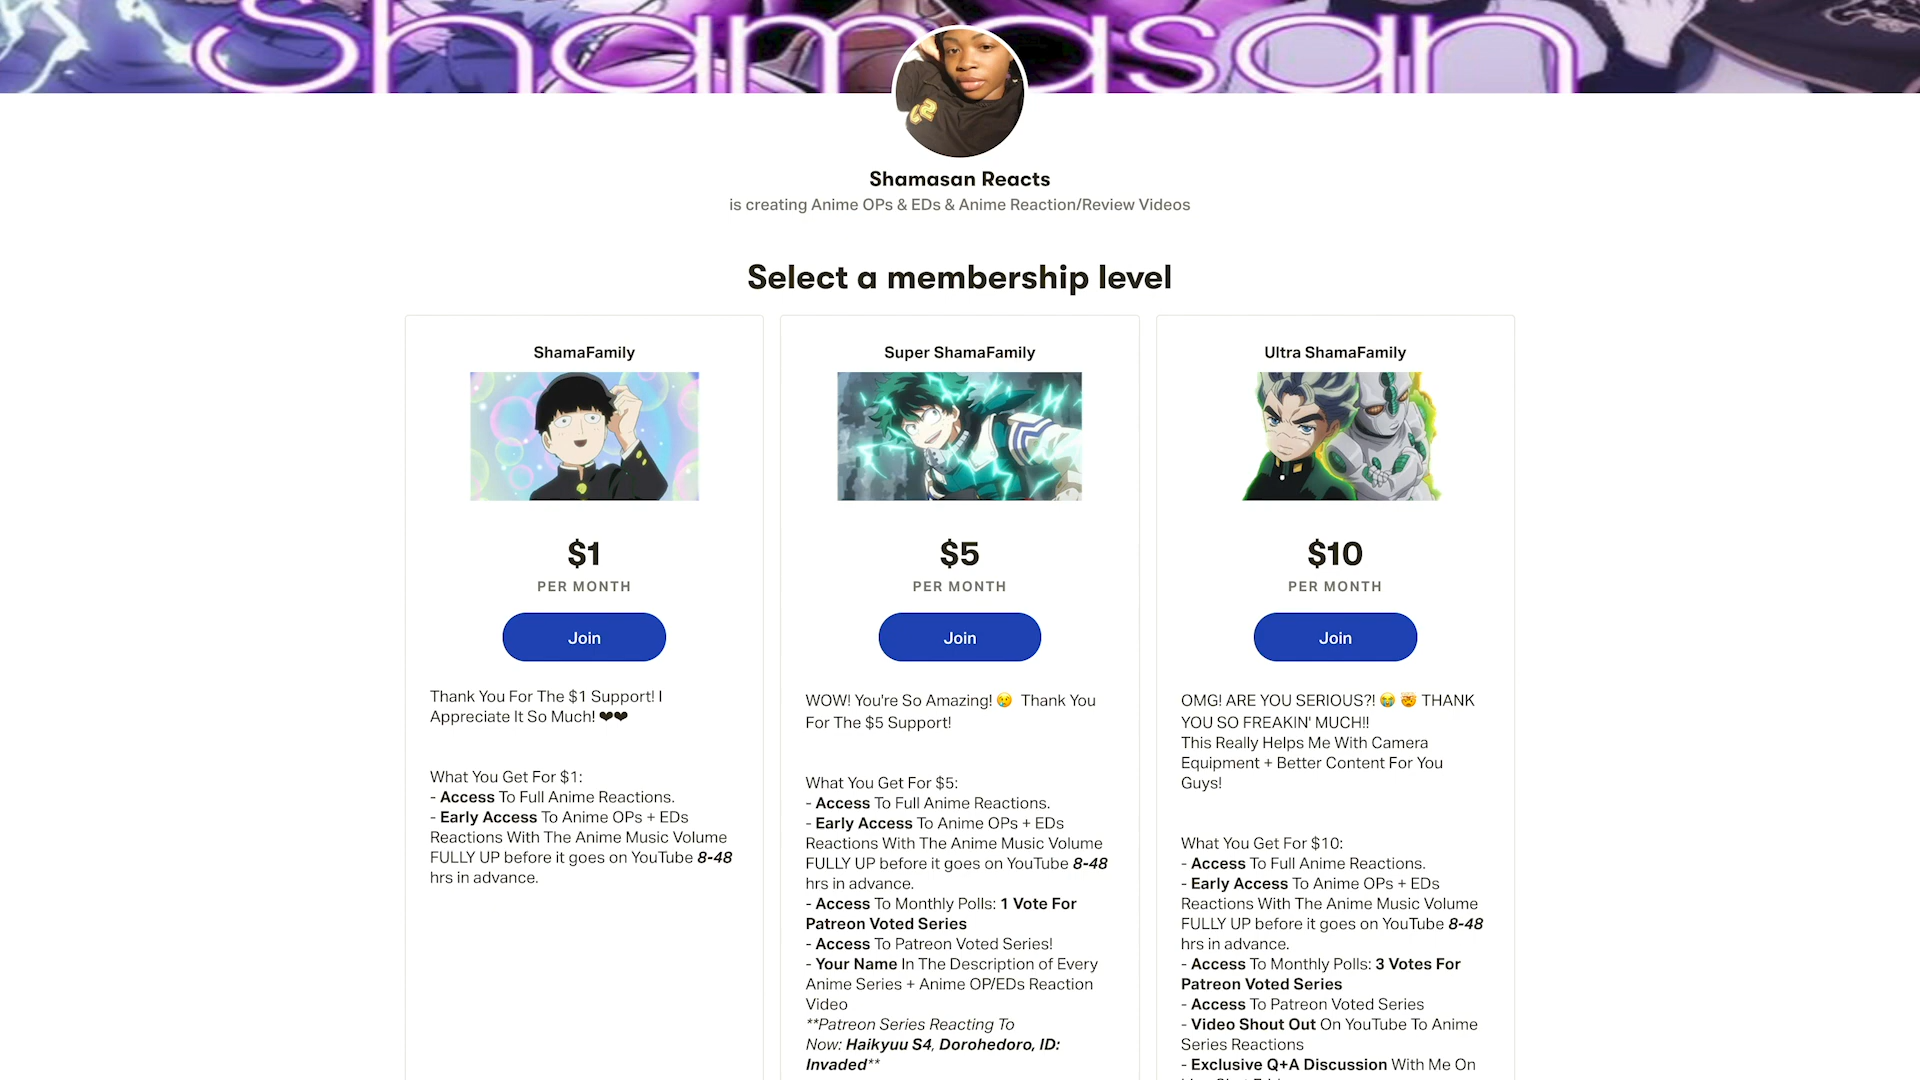 Shamasan
Shamasan Reacts
is creating Anime OPs & EDs & Anime Reaction/Review Videos
Select a membership level
ShamaFamily
$1
PER MONTH
Join
Thank You For The $1 Support! I
Appreciate It So Much! ❤❤
What You Get For $1:
- Access To Full Anime Reactions.
- Early Access To Anime OPs + EDs
Reactions With The Anime Music Volume
FULLY UP before it goes on YouTube 8-48
hrs in advance.
Super ShamaFamily
$5
PER MONTH
Join
WOW! You're So Amazing! 😢 Thank You
For The $5 Support!
What You Get For $5:
- Access To Full Anime Reactions.
- Early Access To Anime OPs + EDs
Reactions With The Anime Music Volume
FULLY UP before it goes on YouTube 8-48
hrs in advance.
- Access To Monthly Polls: 1 Vote For
Patreon Voted Series
- Access To Patreon Voted Series!
- Your Name In The Description of Every
Anime Series + Anime OP/EDs Reaction
Video
**Patreon Series Reacting To
Now: Haikyuu S4, Dorohedoro, ID:
Invaded**
Ultra ShamaFamily
$10
PER MONTH
Join
OMG! ARE YOU SERIOUS?! 😭 🤯 THANK
YOU SO FREAKIN' MUCH!!
This Really Helps Me With Camera
Equipment + Better Content For You
Guys!
What You Get For $10:
- Access To Full Anime Reactions.
- Early Access To Anime OPs + EDs
Reactions With The Anime Music Volume
FULLY UP before it goes on YouTube 8-48
hrs in advance.
- Access To Monthly Polls: 3 Votes For
Patreon Voted Series
- Access To Patreon Voted Series
- Video Shout Out On YouTube To Anime
Series Reactions
- Exclusive Q+A Discussion With Me On